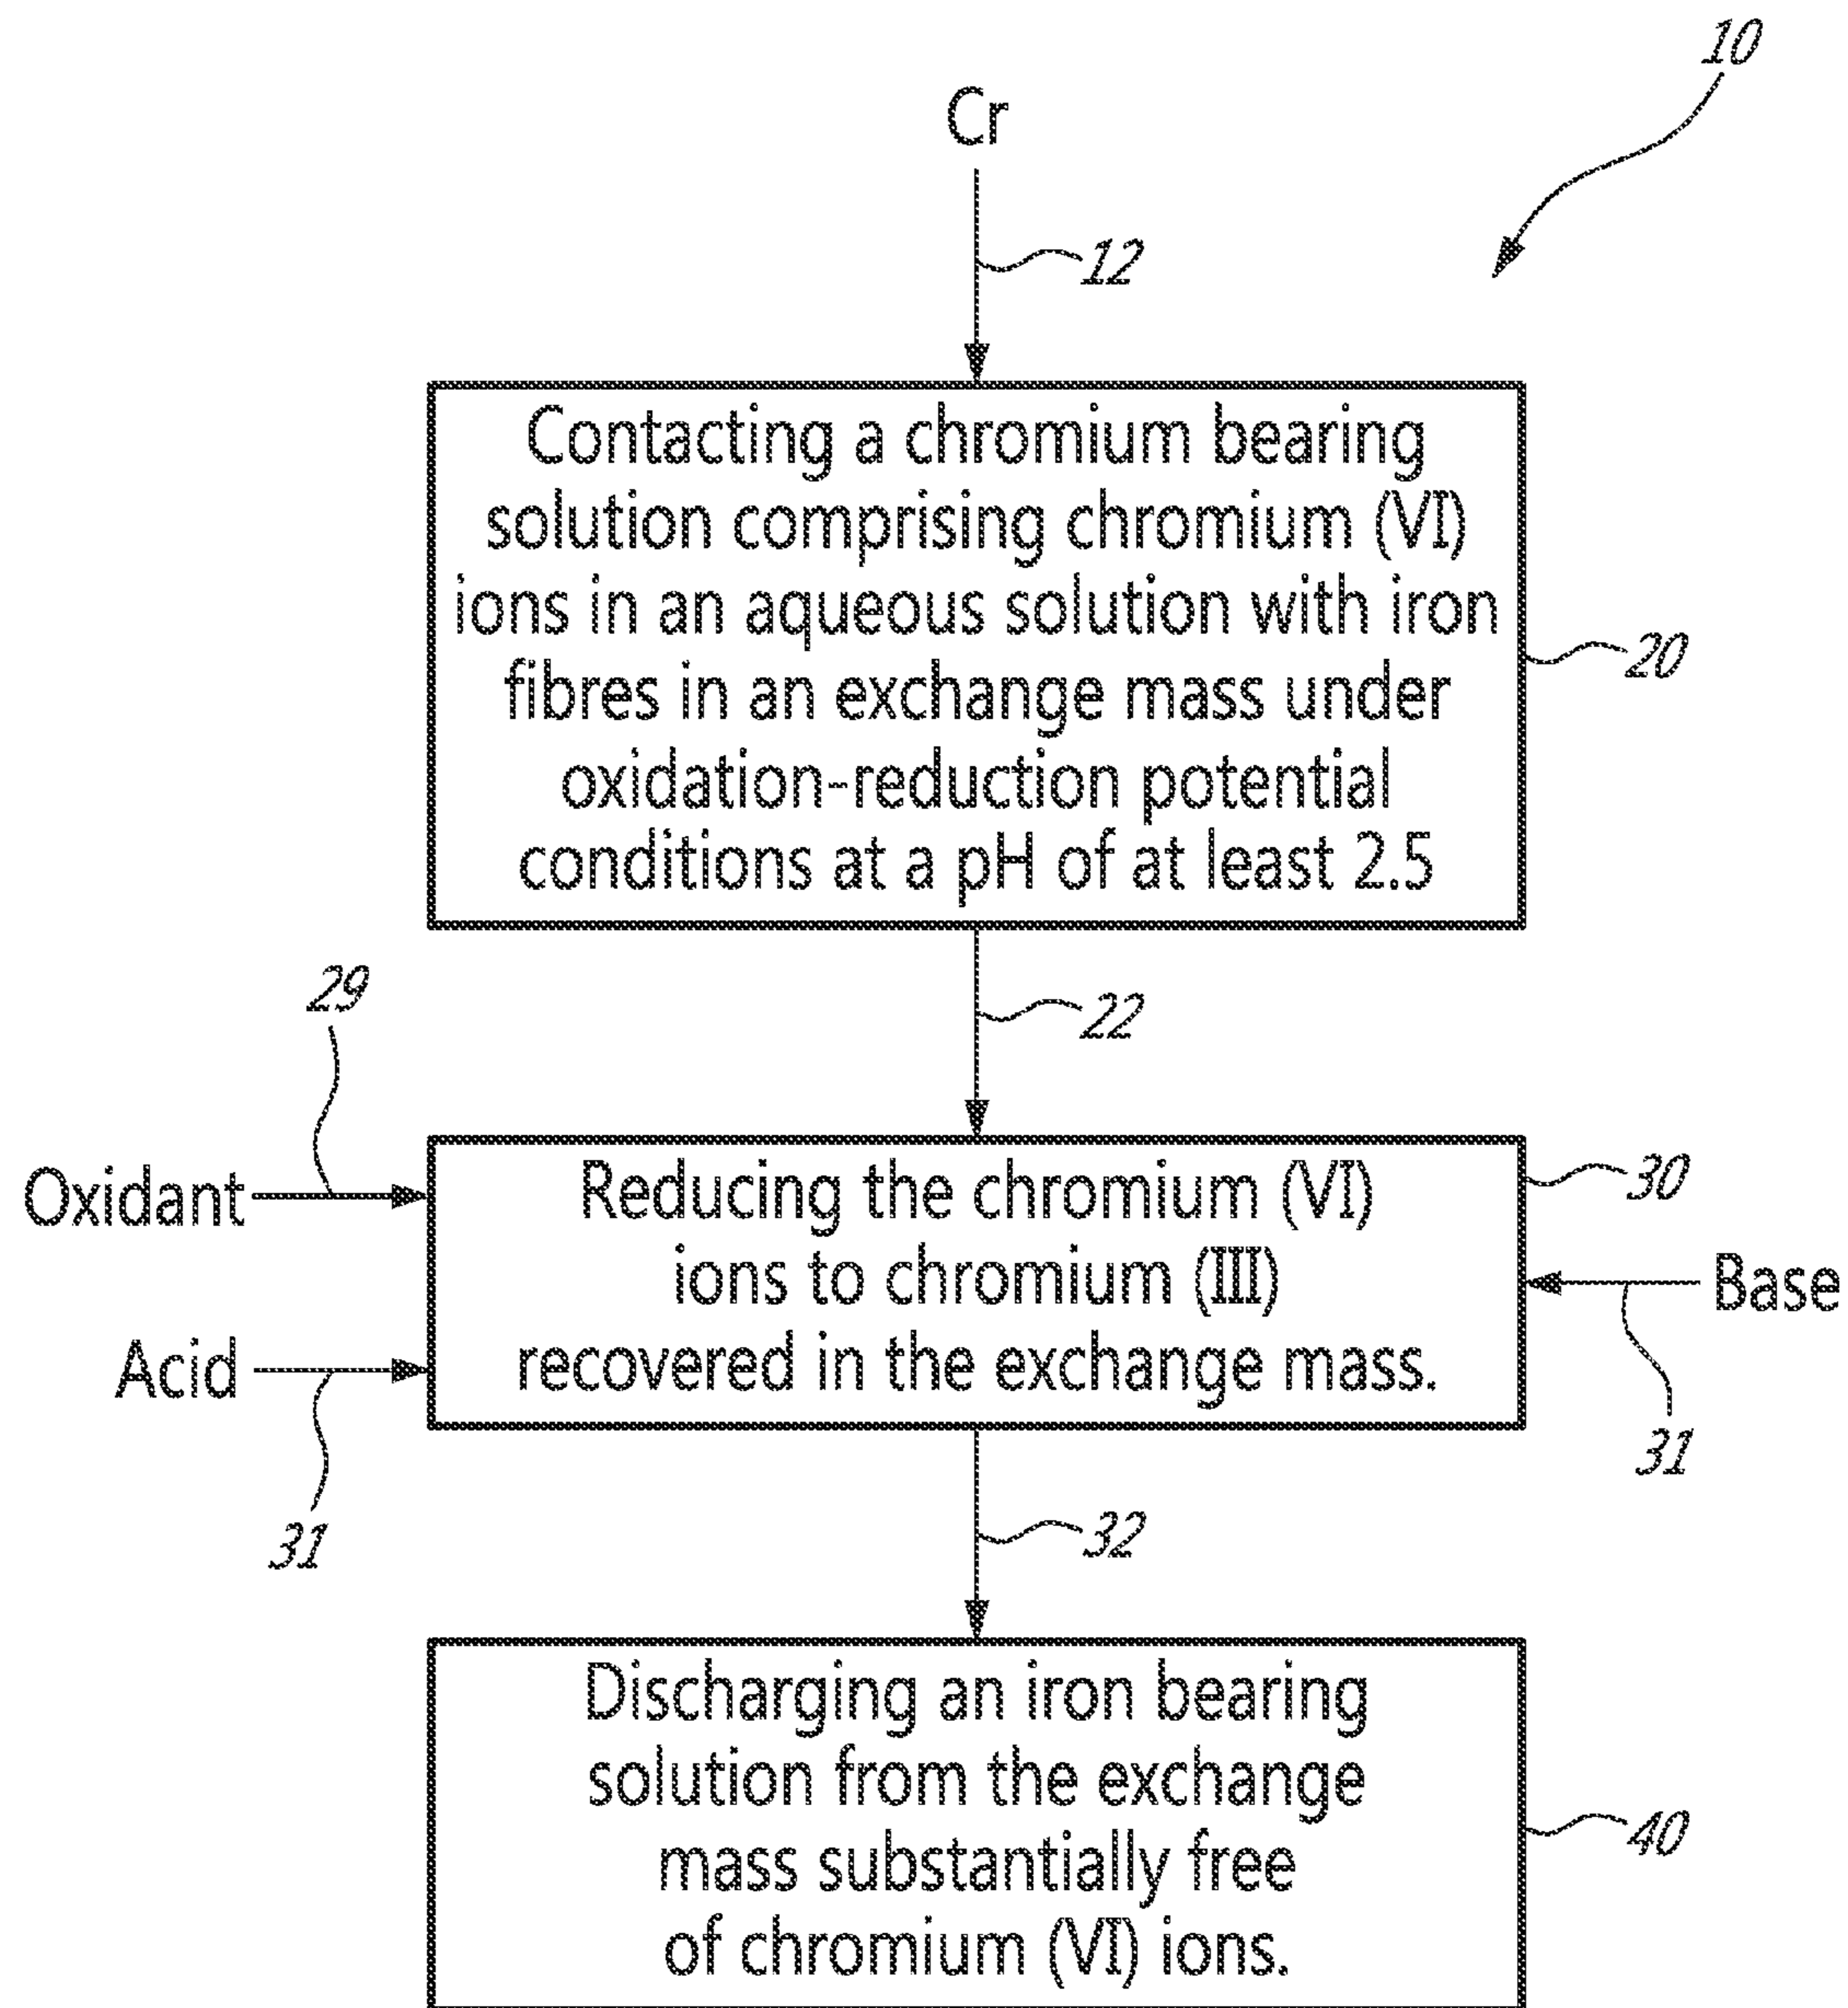 10
Cr
12
Contacting a chromium bearing
solution comprising chromium (VI)
ions in an aqueous solution with iron
fibres in an exchange mass under
oxidation-reduction potential
conditions at a pH of at least 2.5
20
29
22
Oxidant
Reducing the chromium (VI)
ions to chromium (III)
recovered in the exchange mass.
30
Base
Acid
31
31
32
Discharging an iron bearing
solution from the exchange
mass substantially free
of chromium (VI) ions.
40